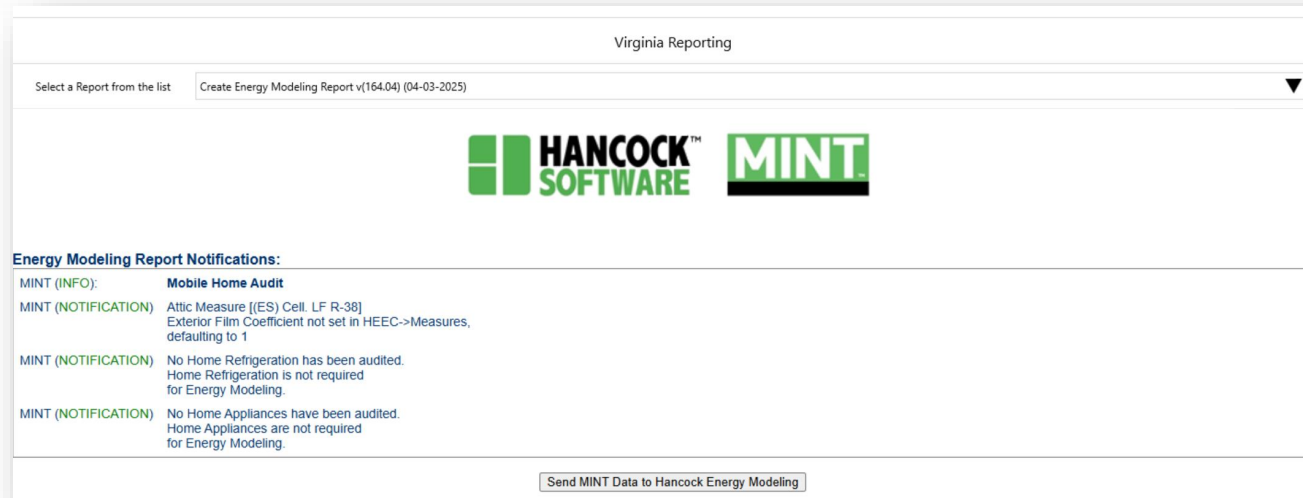 Virginia Reporting
Select a Report from the list Create Energy Modeling Report v(164.04) (04-03-2025)
HANCOCK™ MINT™
SOFTWARE
Energy Modeling Report Notifications:
MINT (INFO): Mobile Home Audit
MINT (NOTIFICATION) Attic Measure [(ES) Cell. LF R-38]
Exterior Film Coefficient not set in HEEC->Measures,
defaulting to 1
MINT (NOTIFICATION) No Home Refrigeration has been audited.
Home Refrigeration is not required
for Energy Modeling.
MINT (NOTIFICATION) No Home Appliances have been audited.
Home Appliances are not required
for Energy Modeling.
Send MINT Data to Hancock Energy Modeling